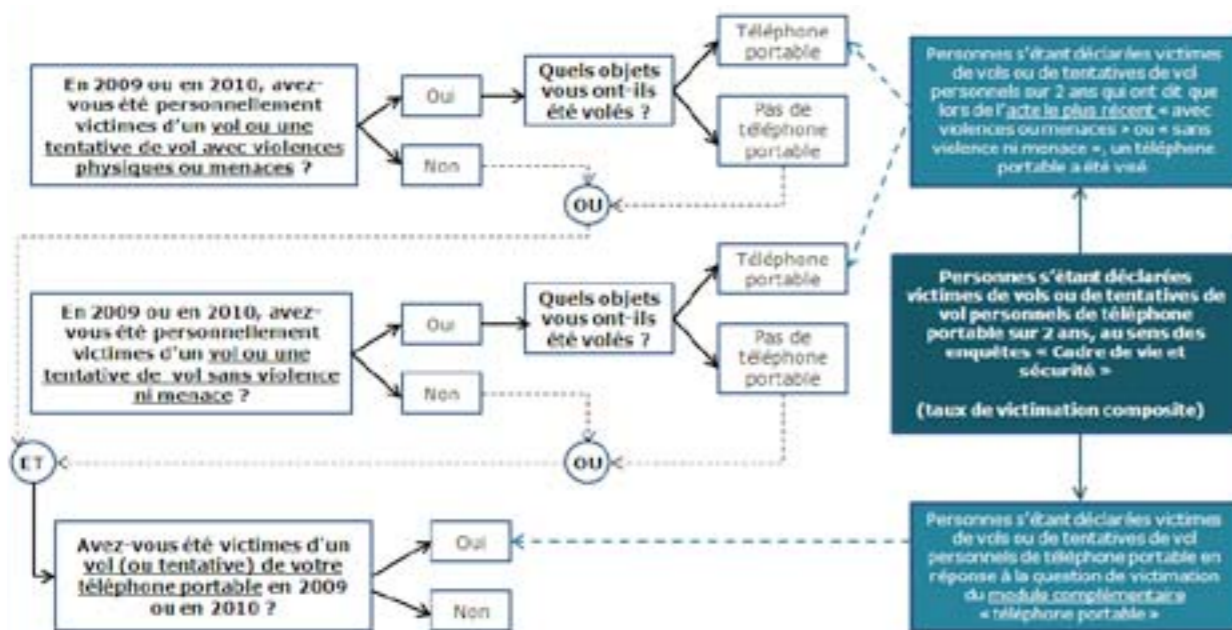 En 2009 ou en 2010, avez-
vous été personnellement
victimes d'un vol ou une
tentative de vol avec violences
physiques ou menaces ?
Oui
Non
Quels objets
vous ont-ils
été volés ?
Téléphone
portable
Pas de
téléphone
portable
OU
Personnes s'étant déclarées victimes
de vols ou de tentatives de vol
personnels sur 2 ans qui ont dit que
lors de l'acte le plus récent « avec
violences ou menaces » ou « sans
violence ni menace », un téléphone
portable a été visé
En 2009 ou en 2010, avez-
vous été personnellement
victimes d'un vol ou une
tentative de vol sans violence
ni menace ?
Oui
Non
Quels objets
vous ont-ils
été volés ?
Téléphone
portable
Pas de
téléphone
portable
OU
ET
Personnes s'étant déclarées
victimes de vols ou de tentatives de
vol personnels de téléphone
portable sur 2 ans, au sens des
enquêtes « Cadre de vie et
sécurité »
(taux de victimation composite)
Avez-vous été victimes d'un
vol (ou tentative) de votre
téléphone portable en 2009
ou en 2010 ?
Oui
Non
Personnes s'étant déclarées victimes
de vols ou de tentatives de vol
personnels de téléphone portable en
réponse à la question de victimation
du module complémentaire
« téléphone portable »